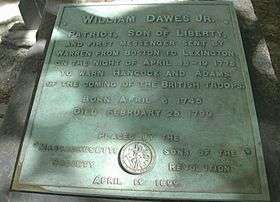 WILLIAM DAWES JR.
PATRIOT, SON OF LIBERTY
AND FIRST MESSENGER SENT BY
WARREN FROM BOSTON TO LEXINGTON
ON THE NIGHT OF APRIL 18-19 1775
TO WARN HANCOCK AND ADAMS
OF THE COMING OF THE BRITISH TROOPS.
BORN APRIL 6 1745
DIED FEBRUARY 25 1799
PLACED BY THE
MASSACHUSETTS SONS OF THE
SOCIETY REVOLUTION
APRIL 19 1899